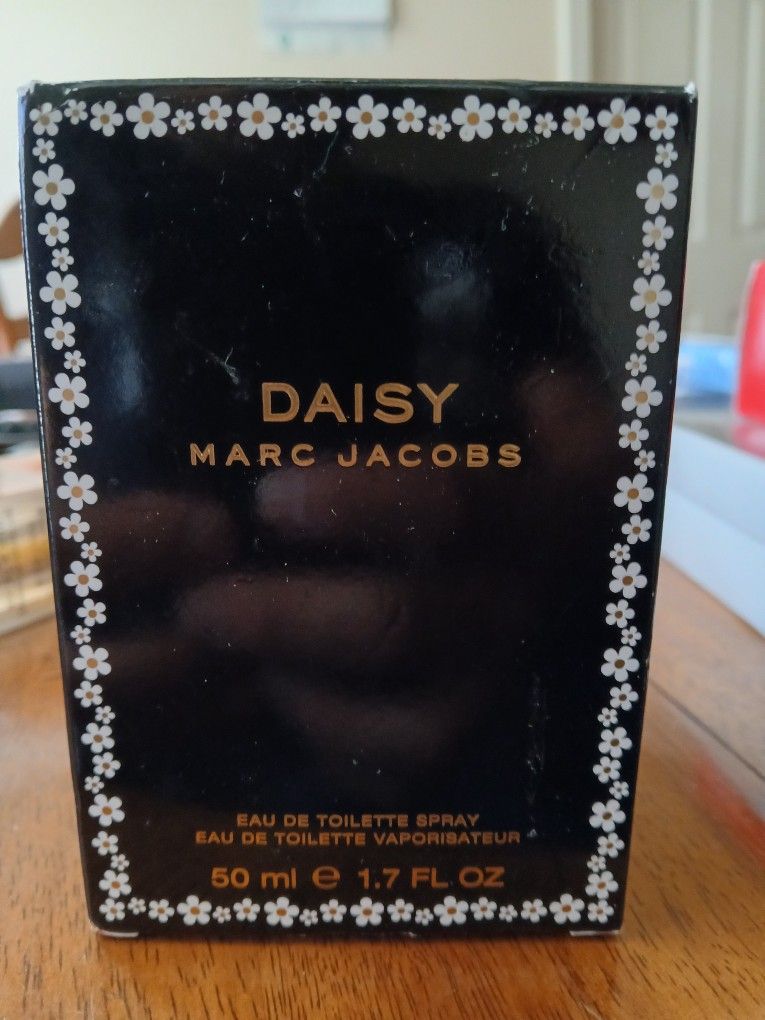 DAISY
MARC JACOBS
EAU DE TOILETTE SPRAY
EAU DE TOILETTE VAPORISATEUR
50 ml ℮ 1.7 FL OZ